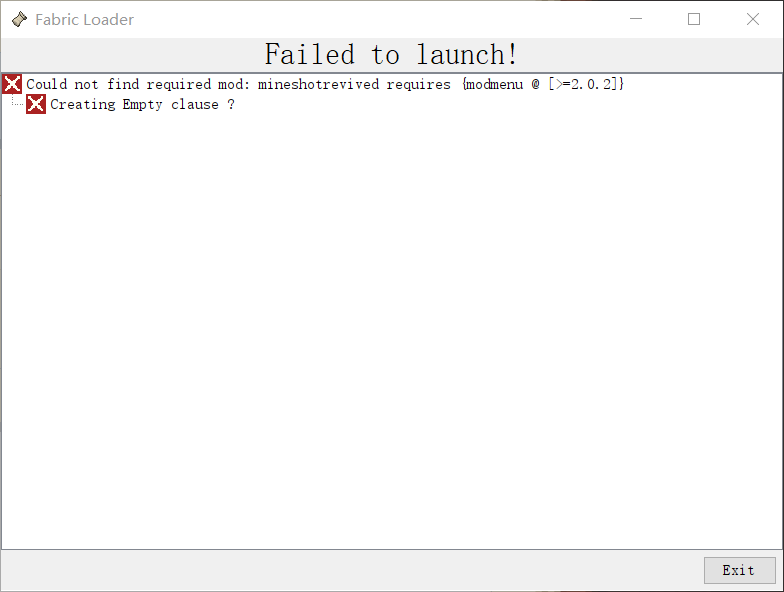 Fabric Loader
Failed to launch!
Could not find required mod: mineshotrevived requires {modmenu @ [>=2.0.2]}
Creating Empty clause ?
Exit